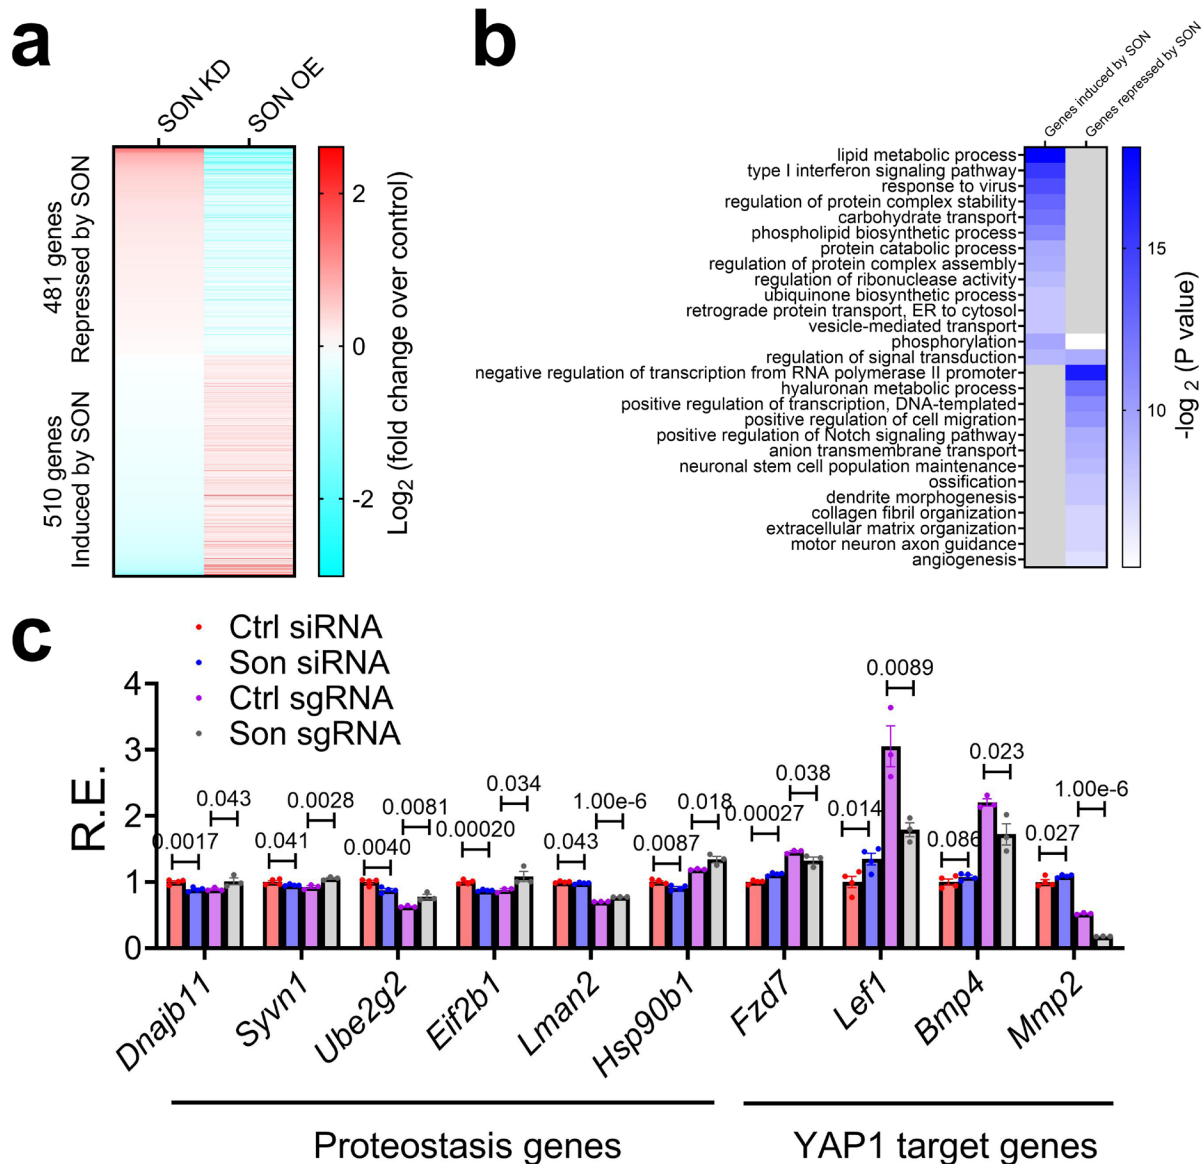 a
SON KD
SON OE
481 genes
Repressed by SON
510 genes
Induced by SON
2
0
-2
Log2 (fold change over control)
b
Genes induced by SON
Genes repressed by SON
lipid metabolic process
type I interferon signaling pathway
response to virus
regulation of protein complex stability
carbohydrate transport
phospholipid biosynthetic process
protein catabolic process
regulation of protein complex assembly
regulation of ribonuclease activity
ubiquinone biosynthetic process
retrograde protein transport, ER to cytosol
vesicle-mediated transport
phosphorylation
regulation of signal transduction
negative regulation of transcription from RNA polymerase II promoter
hyaluronan metabolic process
positive regulation of transcription, DNA-templated
positive regulation of cell migration
positive regulation of Notch signaling pathway
anion transmembrane transport
neuronal stem cell population maintenance
ossification
dendrite morphogenesis
collagen fibril organization
extracellular matrix organization
motor neuron axon guidance
angiogenesis
15
10
-log 2 (P value)
c
Ctrl siRNA
Son siRNA
Ctrl sgRNA
Son sgRNA
R.E.
4
3
2
1
0
0.0017
0.043
0.041
0.0028
0.0040
0.0081
0.00020
0.034
0.043
1.00e-6
0.0087
0.018
0.00027
0.038
0.014
0.0089
0.086
0.023
0.027
1.00e-6
Dnajb11
Syvn1
Ube2g2
Eif2b1
Lman2
Hsp90b1
Fzd7
Lef1
Bmp4
Mmp2
Proteostasis genes
YAP1 target genes